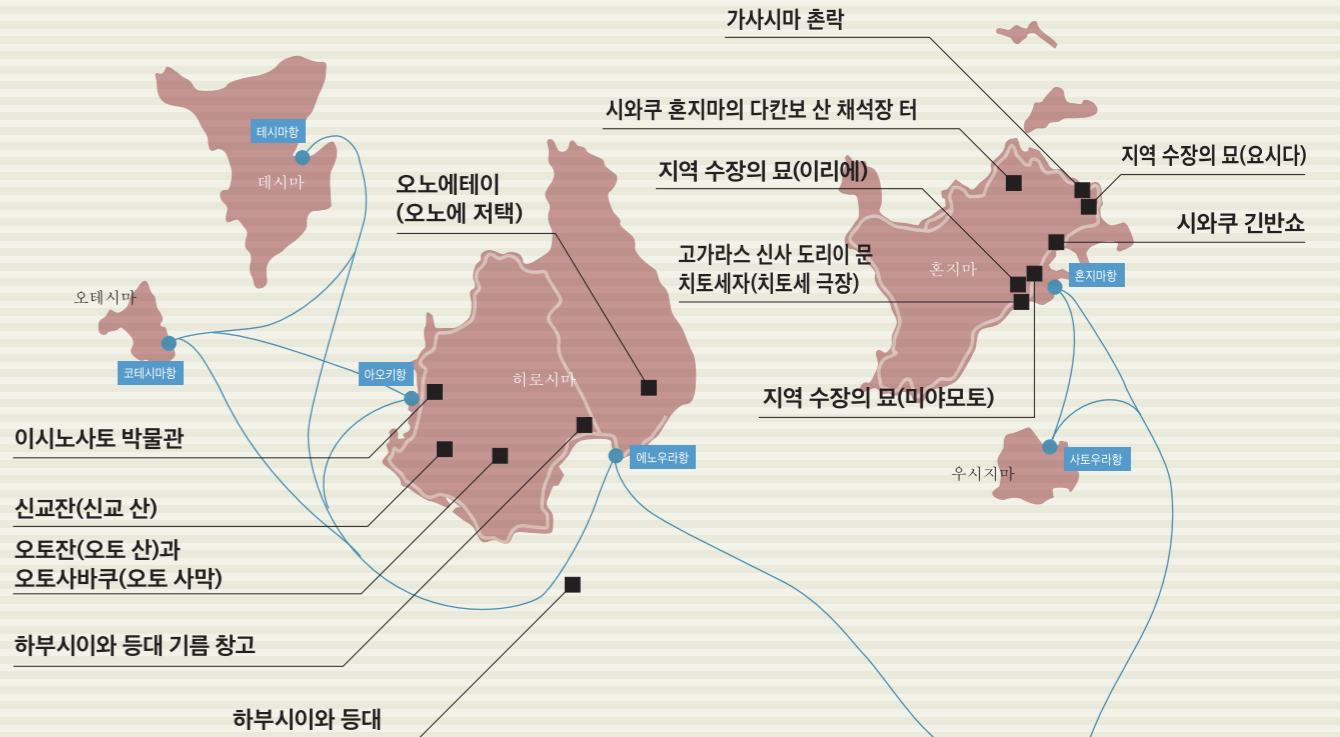 가사시마 촌락
시와쿠 혼지마의 다칸보 산 채석장 터
테시마항
데시마
지역 수장의 묘(요시다)
지역 수장의 묘(이리에)
오노에테이
(오노에 저택)
시와쿠 긴반쇼
고가라스 신사 도리이 문
치토세자(치토세 극장)
혼지마
혼지마항
오테시마
코테시마항
아오키항
히로시마
지역 수장의 묘(미야모토)
이시노사토 박물관
에노우라항
사토우라항
우시지마
신교잔(신교 산)
오토잔(오토 산)과
오토사바쿠(오토 사막)
하부시이와 등대 기름 창고
하부시이와 등대